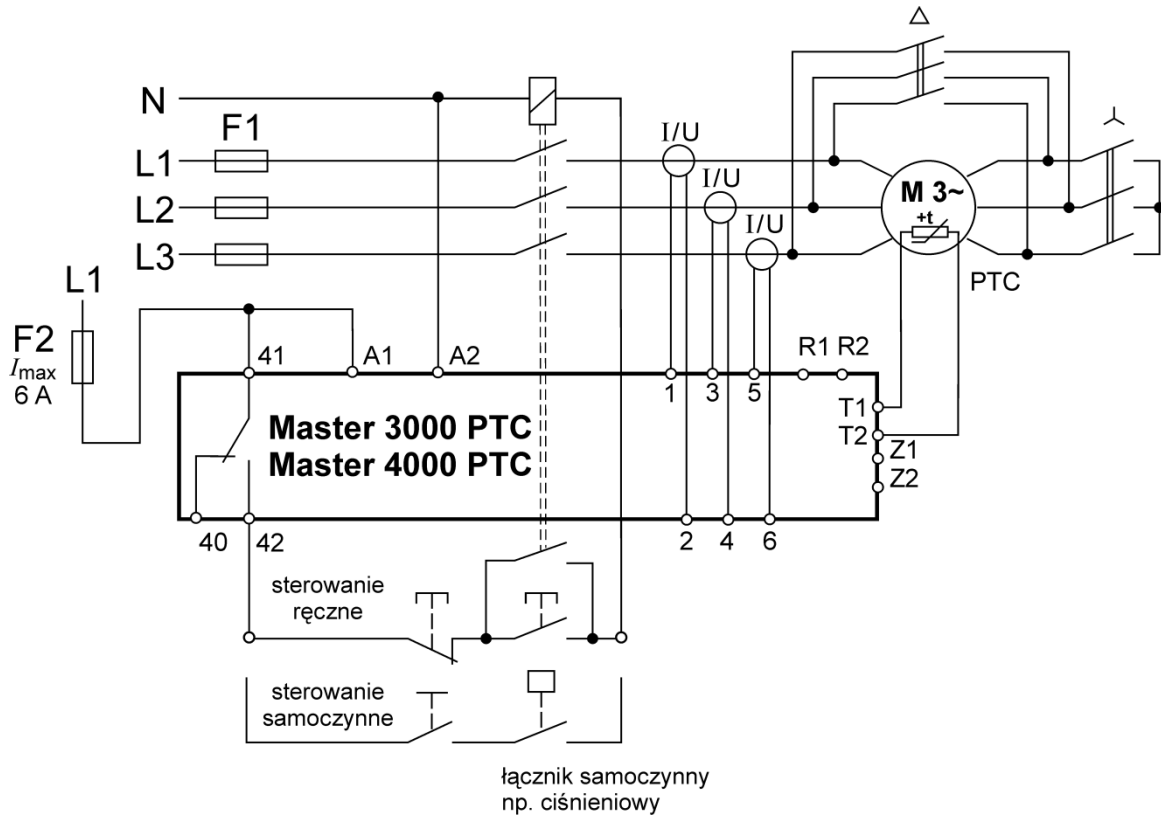 N
F1
L1
L2
L3
L1
F2
Imax
6 A
I/U
I/U
I/U
M 3~
+t
PTC
41
A1
A2
1
3
5
R1 R2
T1
T2
Z1
Z2
Master 3000 PTC
Master 4000 PTC
40
42
2
4
6
sterowanie
ręczne
sterowanie
samoczynne
łącznik samoczynny
np. ciśnieniowy